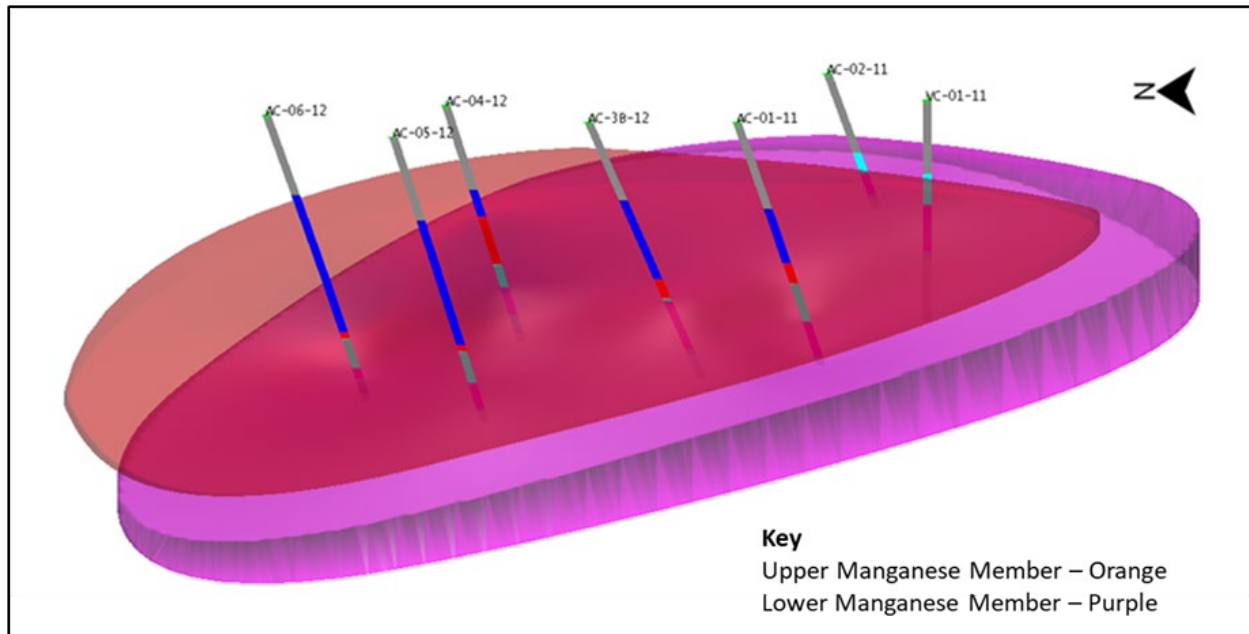 AC-02-11
VC-01-11
N
AC-06-12
AC-04-12
AC-05-12
AC-3B-12
AC-01-11
Key
Upper Manganese Member – Orange
Lower Manganese Member – Purple